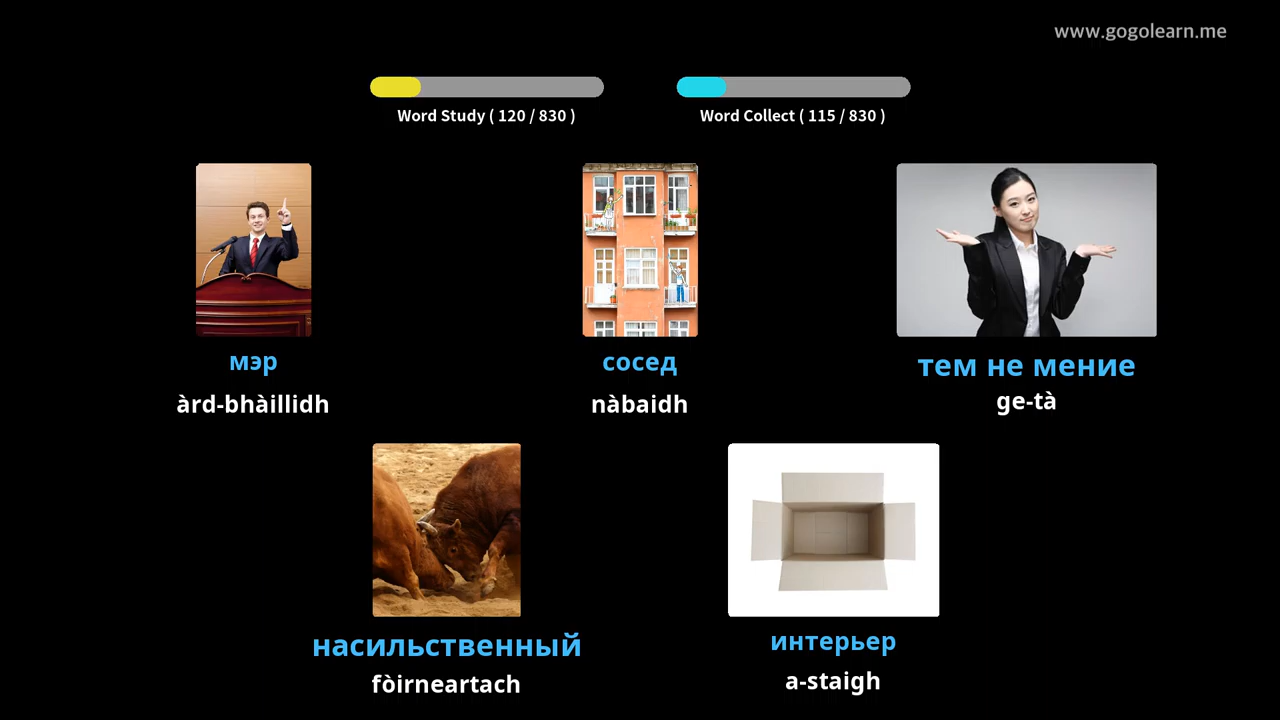 www.gogolearn.me
Word Study ( 120 / 830 )
Word Collect ( 115 / 830 )
мэр
àrd-bhàillidh
сосед
nàbaidh
тем не мение
ge-tà
насильственный
fòirneartach
интерьер
a-staigh